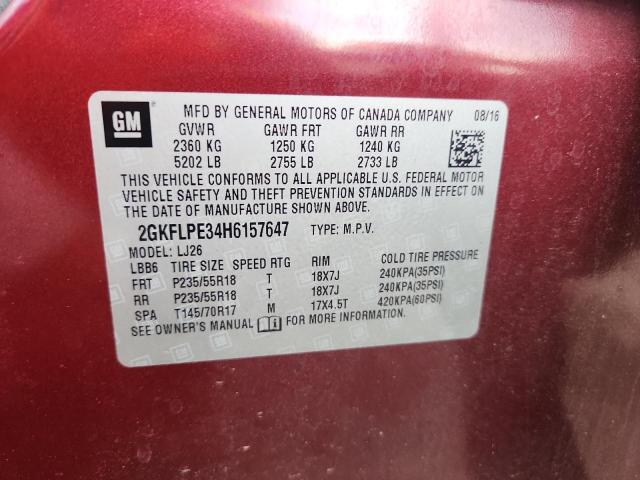 GM
MFD BY GENERAL MOTORS OF CANADA COMPANY 08/16
GVWR GAWR FRT GAWR RR
2360 KG 1250 KG 1240 KG
5202 LB 2755 LB 2733 LB
THIS VEHICLE CONFORMS TO ALL APPLICABLE U.S. FEDERAL MOTOR
VEHICLE SAFETY AND THEFT PREVENTION STANDARDS IN EFFECT ON
THE DATE OF MANUFACTURE SHOWN ABOVE.
2GKFLPE34H6157647 TYPE: M.P.V.
MODEL: LJ26
LBB6 TIRE SIZE SPEED RTG RIM COLD TIRE PRESSURE
FRT P235/55R18 T 18X7J 240KPA(35PSI)
RR P235/55R18 T 18X7J 240KPA(35PSI)
SPA T145/70R17 M 17X4.5T 420KPA(60PSI)
SEE OWNER'S MANUAL FOR MORE INFORMATION.